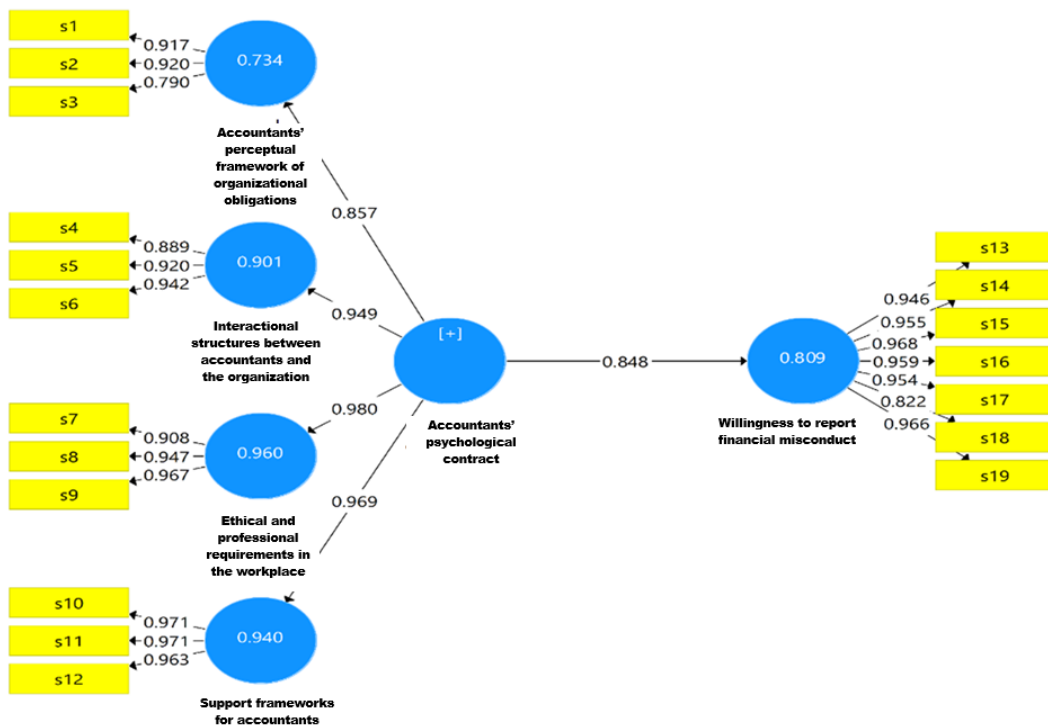 s1
s2
s3
0.917
0.920
0.790
0.734
Accountants'
perceptual
framework of
organizational
obligations
0.857
s4
s5
s6
0.889
0.920
0.942
0.901
Interactional
structures between
accountants and
the organization
0.949
s7
s8
s9
0.908
0.947
0.967
0.960
Ethical and
professional
requirements in
the workplace
0.980
s10
s11
s12
0.971
0.971
0.963
0.940
Support frameworks
for accountants
0.969
[+]
Accountants'
psychological
contract
0.848
0.809
Willingness to report
financial misconduct
0.946
0.955
0.968
0.959
0.954
0.822
0.966
s13
s14
s15
s16
s17
s18
s19